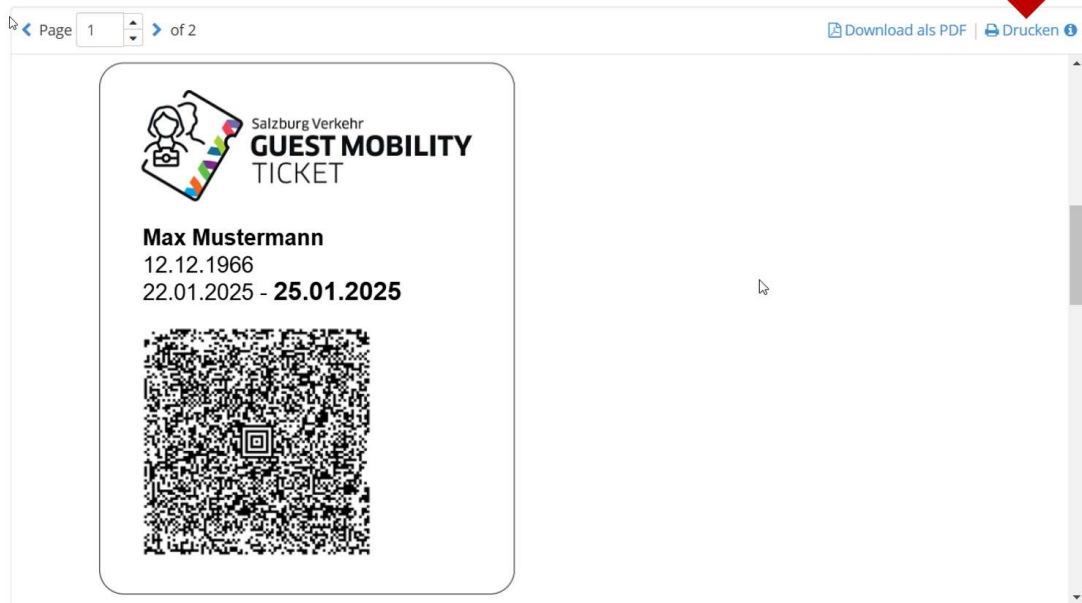 Page 1 of 2 Download als PDF | Drucken
Salzburg Verkehr
GUEST MOBILITY
TICKET
Max Mustermann
12.12.1966
22.01.2025 - 25.01.2025